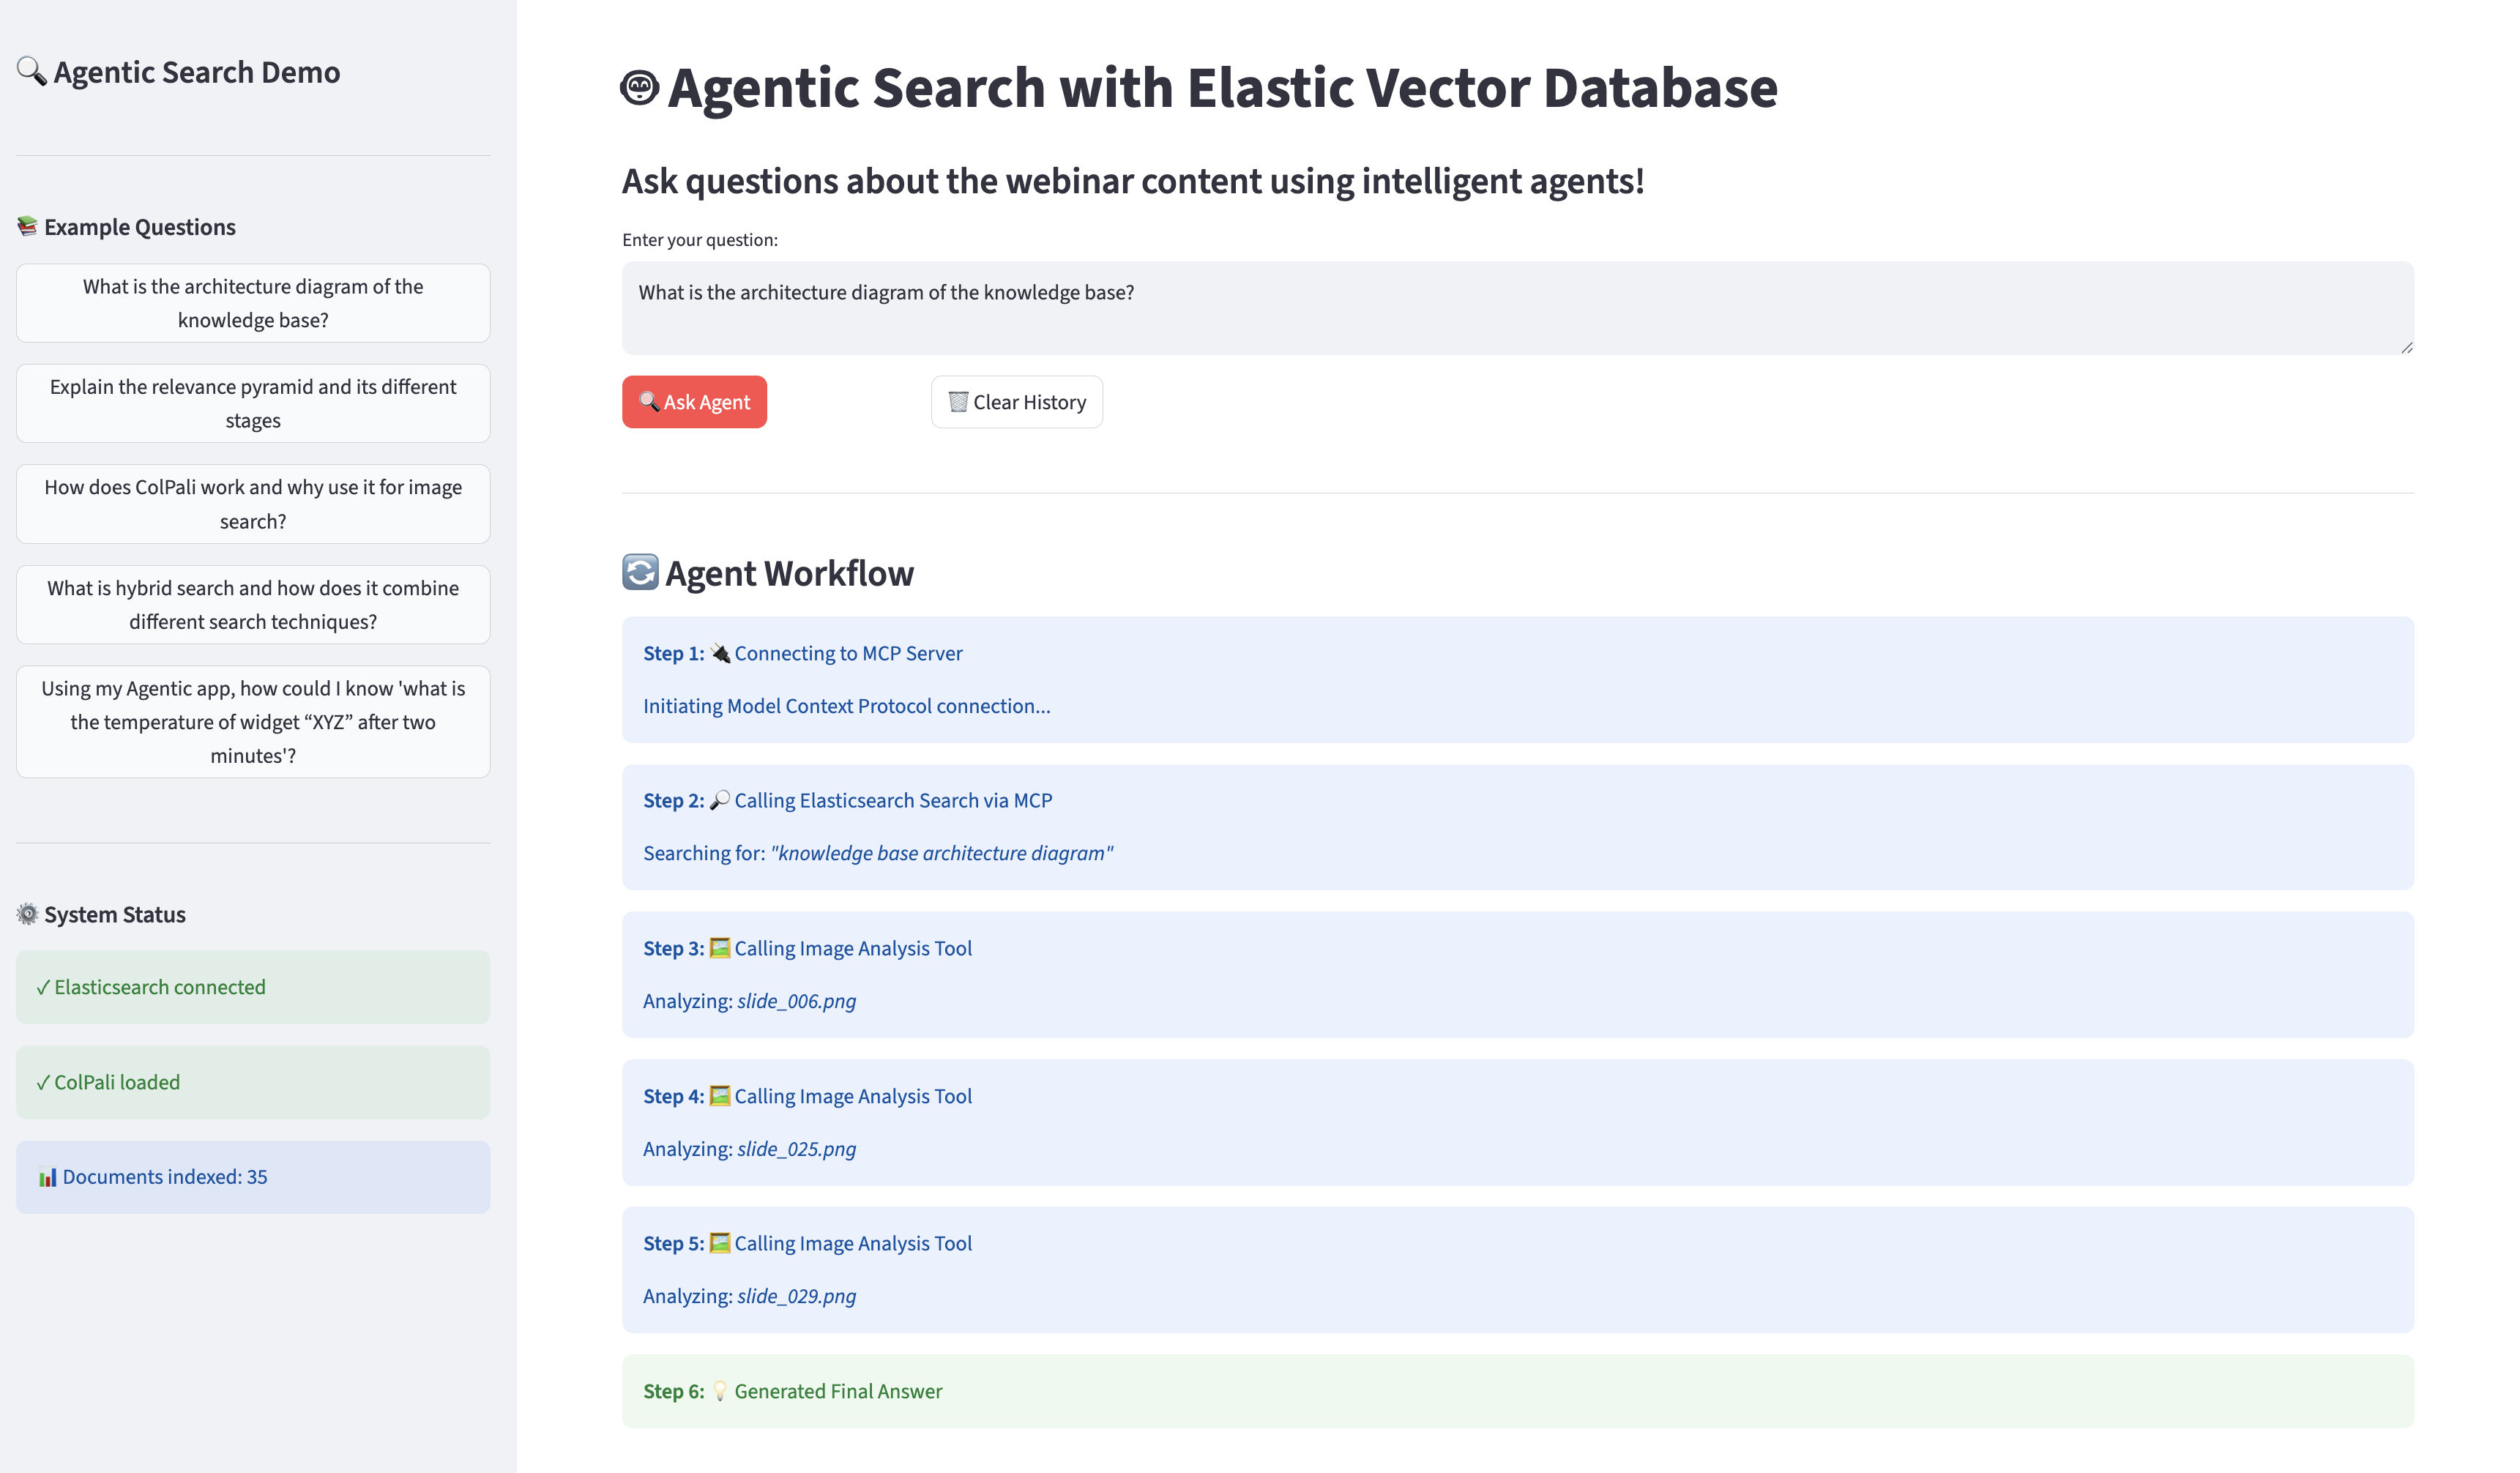 🔍 Agentic Search Demo
📚 Example Questions
What is the architecture diagram of the
knowledge base?
Explain the relevance pyramid and its different
stages
How does ColPali work and why use it for image
search?
What is hybrid search and how does it combine
different search techniques?
Using my Agentic app, how could I know 'what is
the temperature of widget “XYZ” after two
minutes'?
⚙️ System Status
✓ Elasticsearch connected
✓ ColPali loaded
📊 Documents indexed: 35
Agentic Search with Elastic Vector Database
Ask questions about the webinar content using intelligent agents!
Enter your question:
What is the architecture diagram of the knowledge base?
🔍 Ask Agent
🗑️ Clear History
🔄 Agent Workflow
Step 1: 🔌 Connecting to MCP Server
Initiating Model Context Protocol connection...
Step 2: 🔎 Calling Elasticsearch Search via MCP
Searching for: "knowledge base architecture diagram"
Step 3: 🖼️ Calling Image Analysis Tool
Analyzing: slide_006.png
Step 4: 🖼️ Calling Image Analysis Tool
Analyzing: slide_025.png
Step 5: 🖼️ Calling Image Analysis Tool
Analyzing: slide_029.png
Step 6: 💡 Generated Final Answer